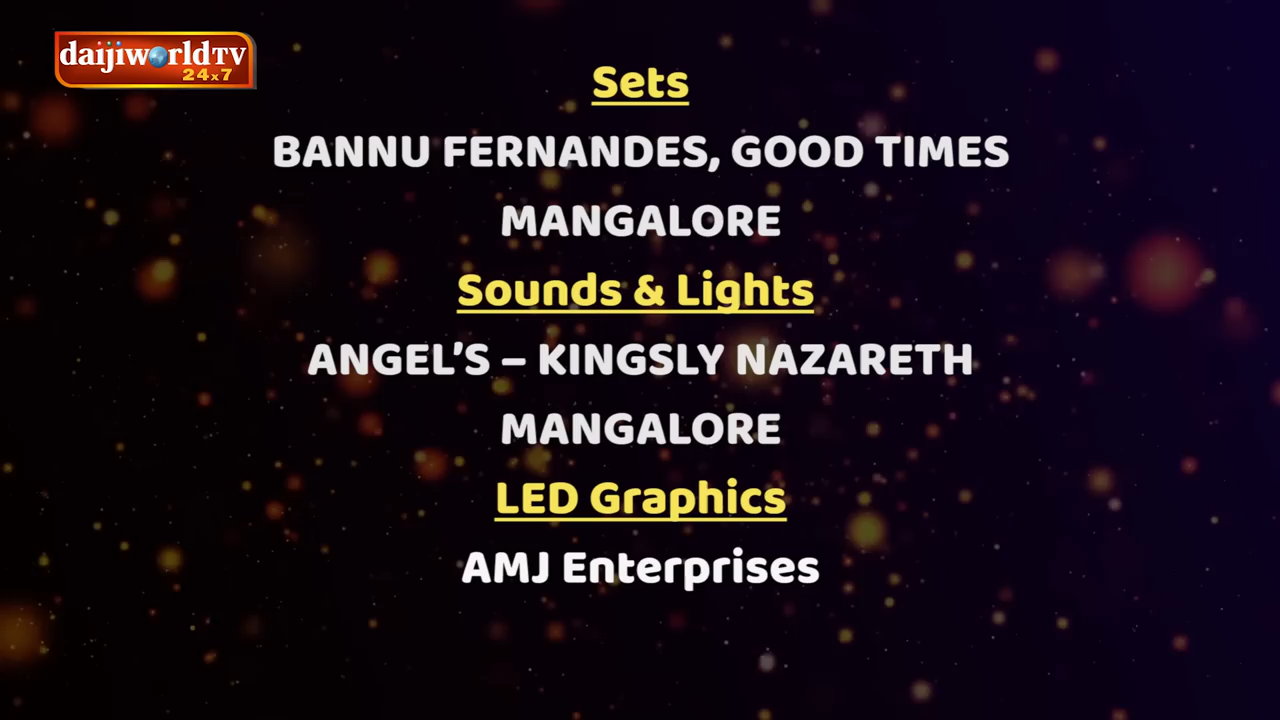 daijiworldTV
24x7
Sets
BANNU FERNANDES, GOOD TIMES
MANGALORE
Sounds & Lights
ANGEL'S – KINGSLY NAZARETH
MANGALORE
LED Graphics
AMJ Enterprises